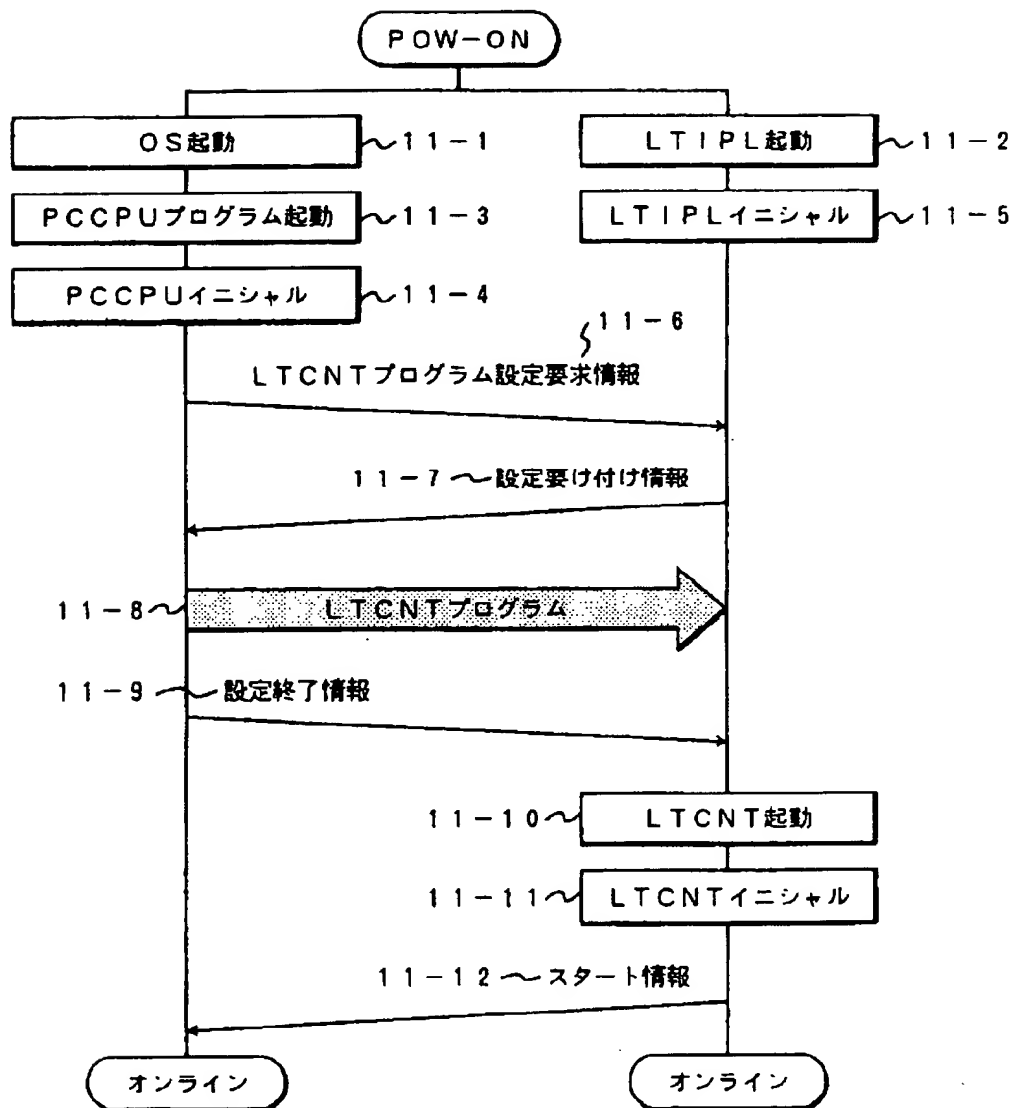 POW-ON
OS起動 11-1
LTIPL起動 11-2
PCCPUプログラム起動 11-3
LTIPLイニシャル 11-5
PCCPUイニシャル 11-4
11-6
LTCNTプログラム設定要求情報
11-7 設定要け付け情報
11-8 LTCNTプログラム
11-9 設定終了情報
11-10 LTCNT起動
11-11 LTCNTイニシャル
11-12 スタート情報
オンライン
オンライン